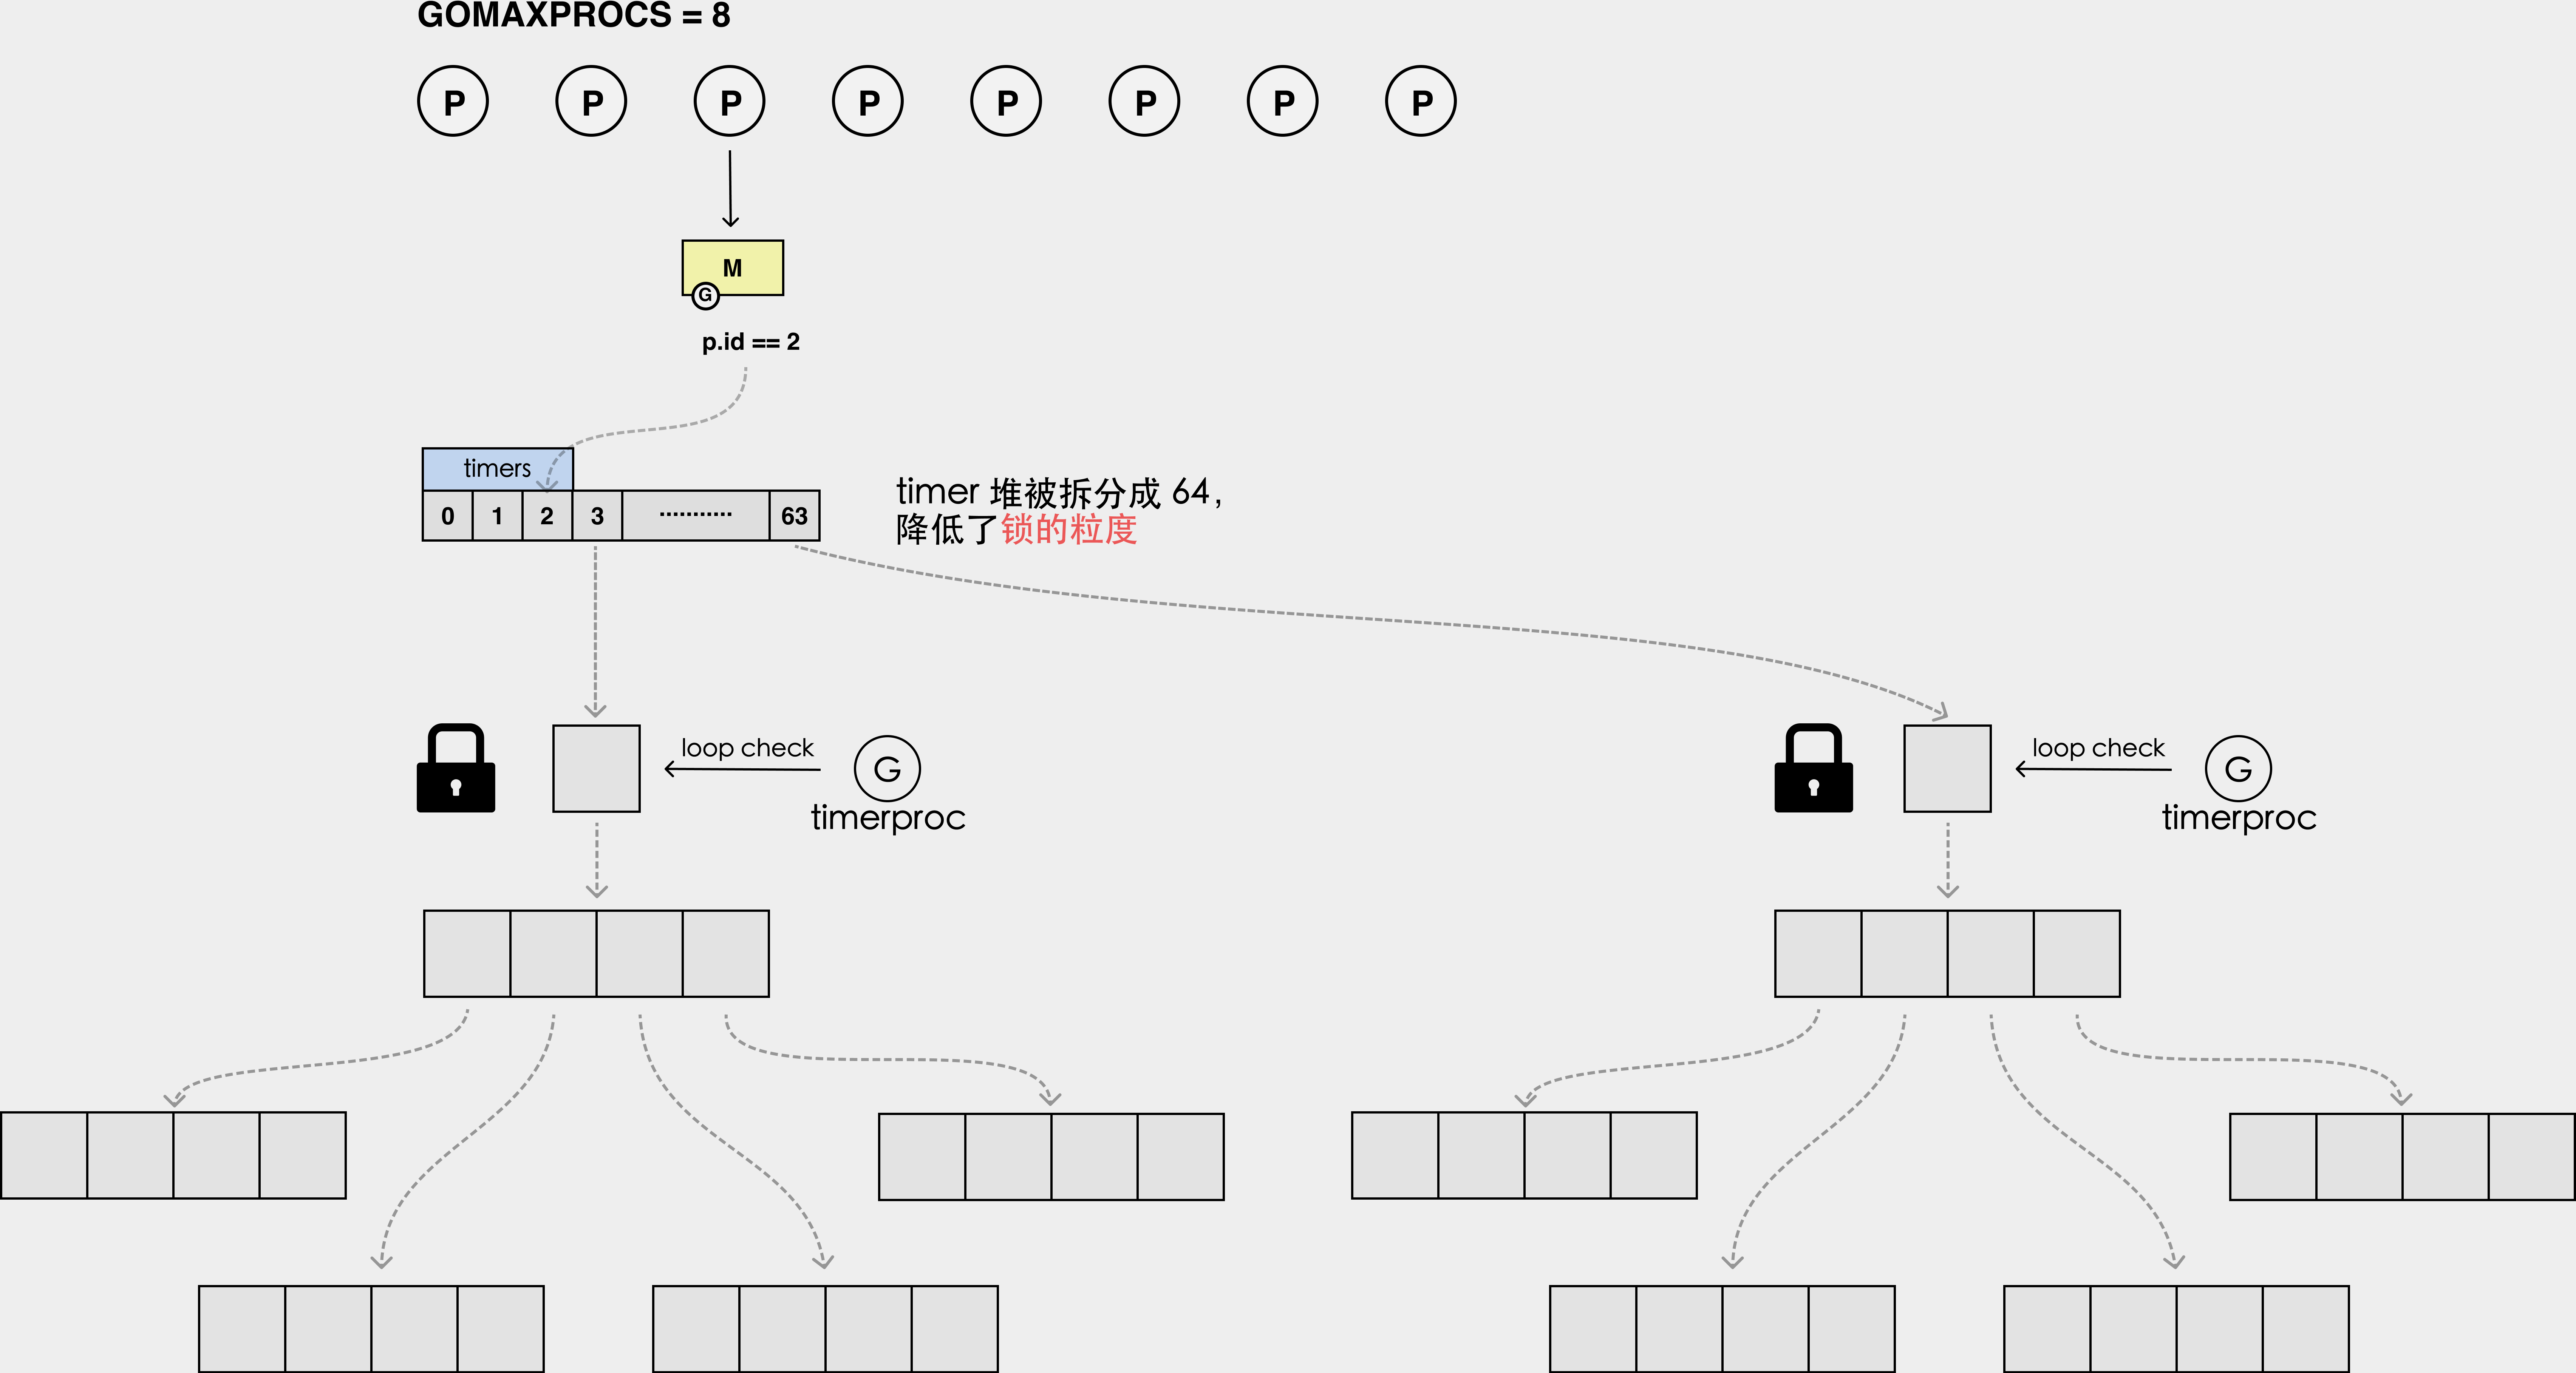 GOMAXPROCS = 8
P P P P P P P P
M
G
p.id == 2
timers
0 1 2 3 ........... 63
timer 堆被拆分成 64,
降低了锁的粒度
loop check
G
timerproc
loop check
G
timerproc